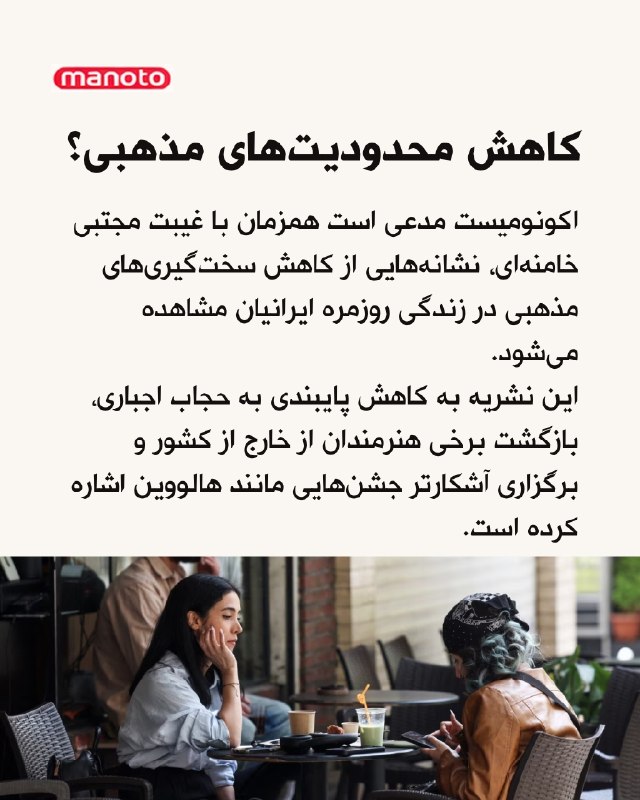 manoto
کاهش محدودیت‌های مذهبی؟
اکونومیست مدعی است همزمان با غیبت مجتبی
خامنه‌ای، نشانه‌هایی از کاهش سخت‌گیری‌های
مذهبی در زندگی روزمره ایرانیان مشاهده
می‌شود.
این نشریه به کاهش پایبندی به حجاب اجباری،
بازگشت برخی هنرمندان از خارج از کشور و
برگزاری آشکارتر جشن‌هایی مانند هالووین اشاره
کرده است.